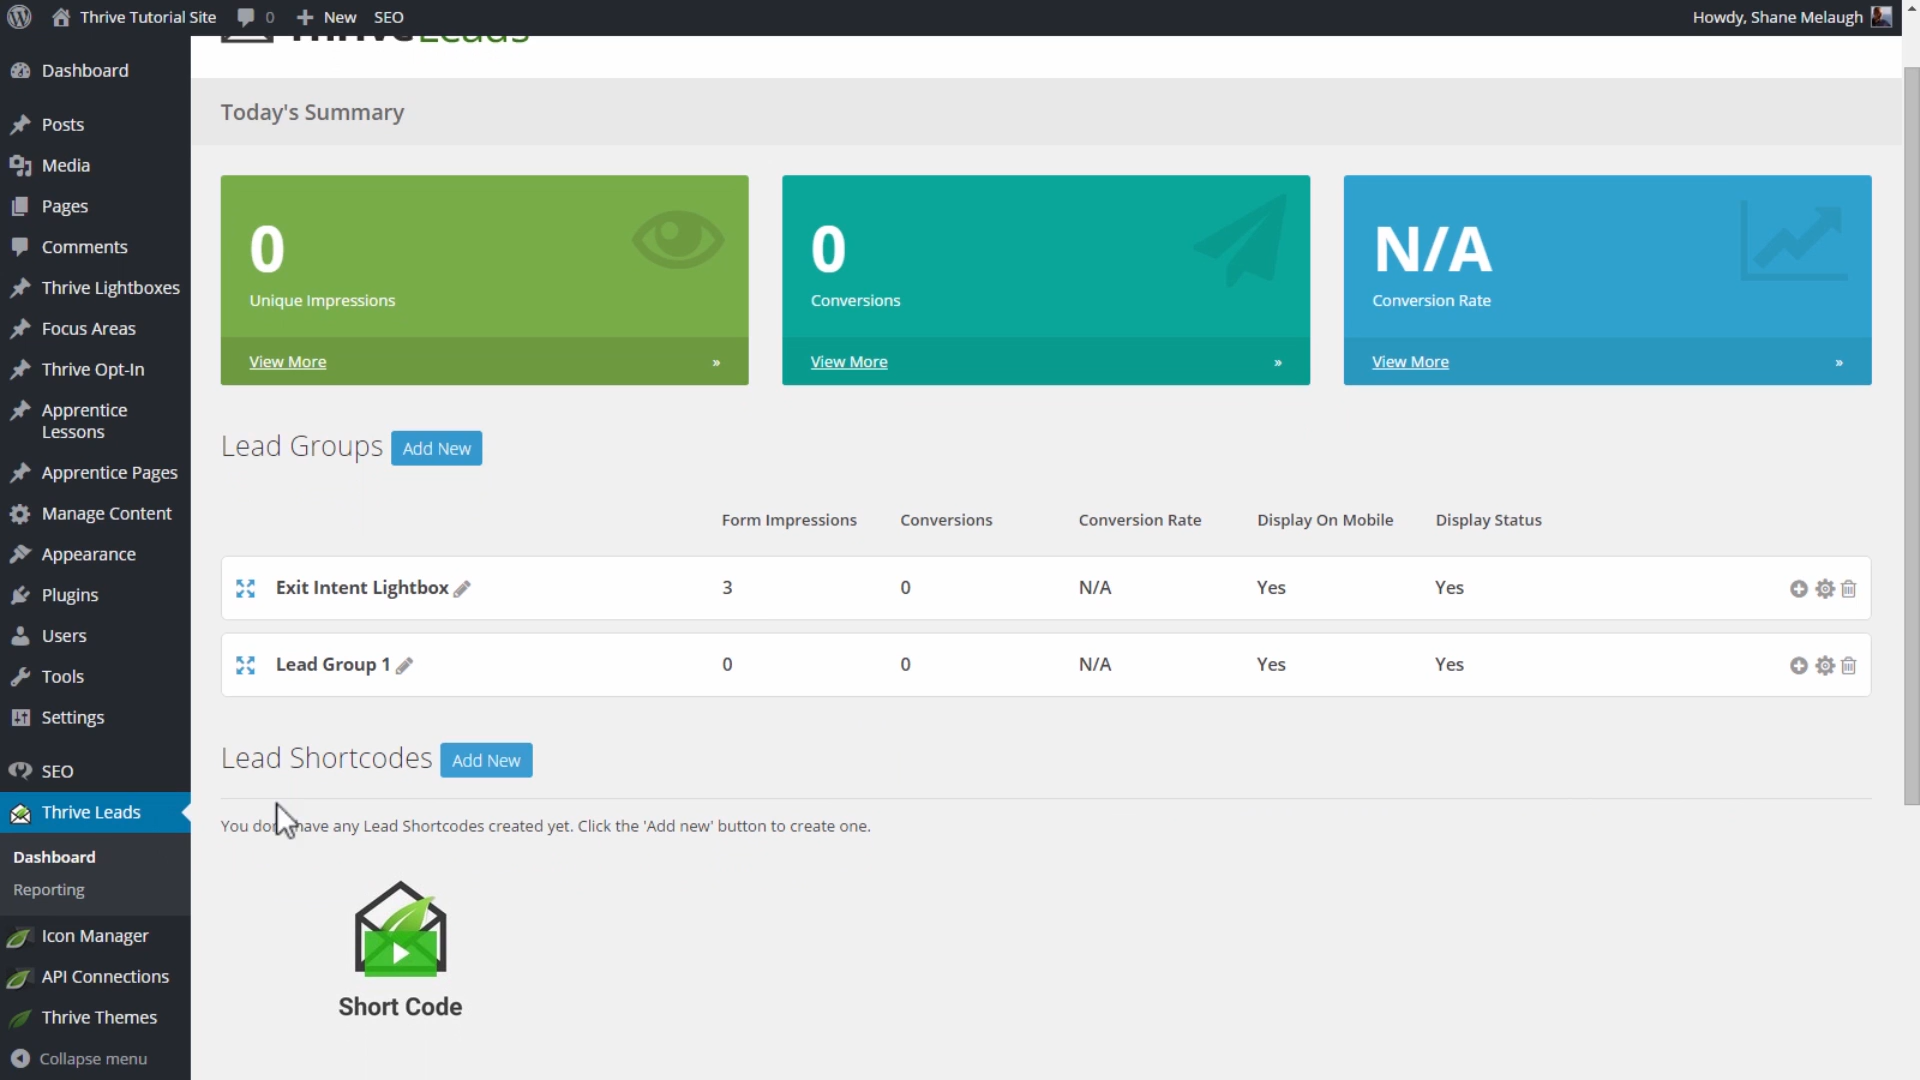 Thrive Tutorial Site 0 New SEO Howdy, Shane Melaugh
Dashboard
Posts
Media
Pages
Comments
Thrive Lightboxes
Focus Areas
Thrive Opt-In
Apprentice
Lessons
Apprentice Pages
Manage Content
Appearance
Plugins
Users
Tools
Settings
SEO
Thrive Leads
Dashboard
Reporting
Icon Manager
API Connections
Thrive Themes
Collapse menu
Today's Summary
0
Unique Impressions
View More »
0
Conversions
View More »
N/A
Conversion Rate
View More »
Lead Groups Add New
Form Impressions Conversions Conversion Rate Display On Mobile Display Status
Exit Intent Lightbox 3 0 N/A Yes Yes
Lead Group 1 0 0 N/A Yes Yes
Lead Shortcodes Add New
You have any Lead Shortcodes created yet. Click the 'Add new' button to create one.
Short Code